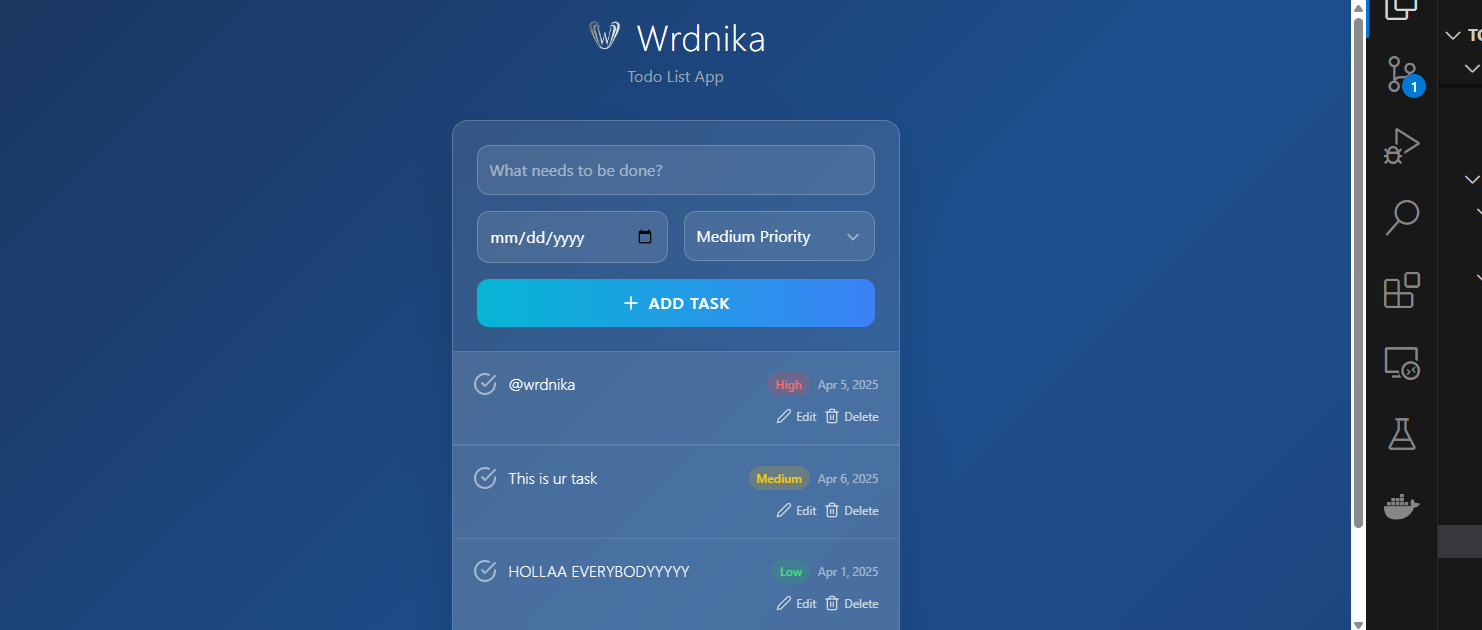 Wrdnika
Todo List App
What needs to be done?
mm/dd/yyyy Medium Priority
+ ADD TASK
@wrdnika High Apr 5, 2025
Edit Delete
This is ur task Medium Apr 6, 2025
Edit Delete
HOLLAA EVERYBODYYYYY Low Apr 1, 2025
Edit Delete
1